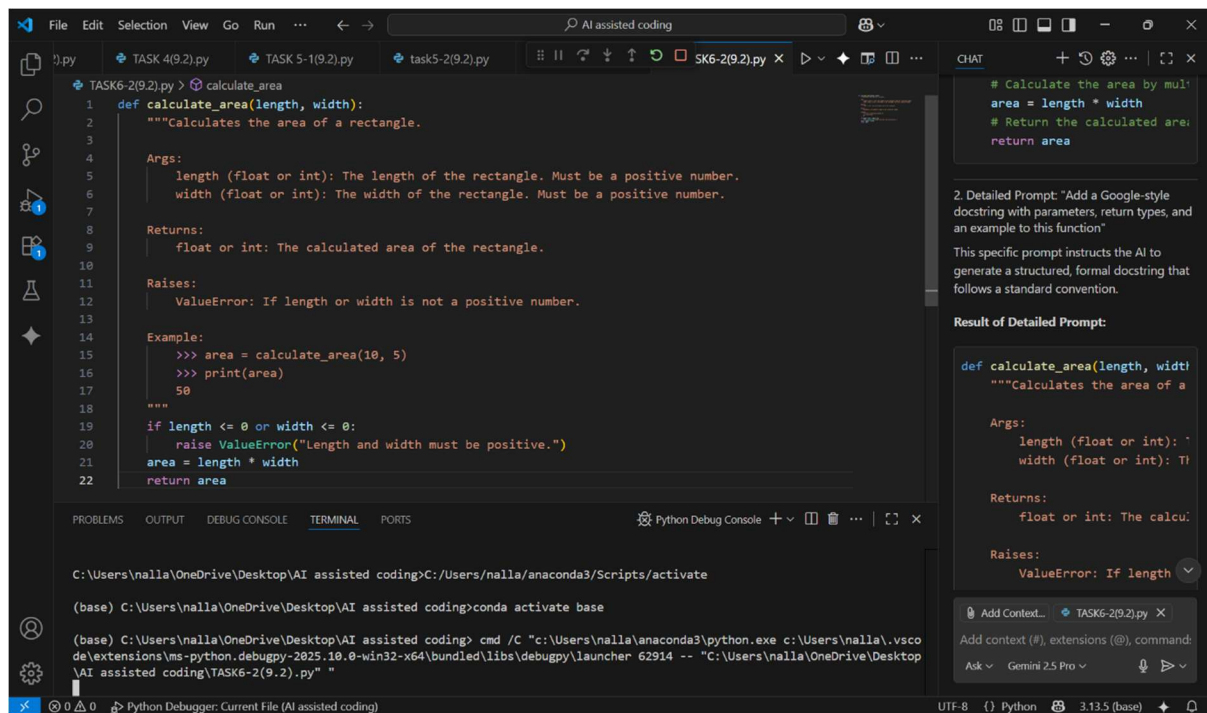 File Edit Selection View Go Run ··· AI assisted coding
).py TASK 4(9.2).py TASK 5-1(9.2).py task5-2(9.2).py SK6-2(9.2).py
TASK6-2(9.2).py > calculate_area
1 def calculate_area(length, width):
2 """Calculates the area of a rectangle.
3
4 Args:
5 length (float or int): The length of the rectangle. Must be a positive number.
6 width (float or int): The width of the rectangle. Must be a positive number.
7
8 Returns:
9 float or int: The calculated area of the rectangle.
10
11 Raises:
12 ValueError: If length or width is not a positive number.
13
14 Example:
15 >>> area = calculate_area(10, 5)
16 >>> print(area)
17 50
18 """
19 if length <= 0 or width <= 0:
20 raise ValueError("Length and width must be positive.")
21 area = length * width
22 return area
PROBLEMS OUTPUT DEBUG CONSOLE TERMINAL PORTS Python Debug Console
C:\Users\nalla\OneDrive\Desktop\AI assisted coding>C:/Users/nalla/anaconda3/Scripts/activate
(base) C:\Users\nalla\OneDrive\Desktop\AI assisted coding>conda activate base
(base) C:\Users\nalla\OneDrive\Desktop\AI assisted coding> cmd /C "c:\Users\nalla\anaconda3\python.exe c:\Users\nalla\.vsco
de\extensions\ms-python.debugpy-2025.10.0-win32-x64\bundled\libs\debugpy\launcher 62914 -- "C:\Users\nalla\OneDrive\Desktop
\AI assisted coding\TASK6-2(9.2).py" "
CHAT
# Calculate the area by mul
area = length * width
# Return the calculated area
return area
2. Detailed Prompt: "Add a Google-style
docstring with parameters, return types, and
an example to this function"
This specific prompt instructs the AI to
generate a structured, formal docstring that
follows a standard convention.
Result of Detailed Prompt:
def calculate_area(length, widt
"""Calculates the area of a
Args:
length (float or int):
width (float or int):
Returns:
float or int: The calcu
Raises:
ValueError: If length
Add Context... TASK6-2(9.2).py
Add context (#), extensions (@), command
Ask Gemini 2.5 Pro
0 0 Python Debugger: Current File (AI assisted coding) UTF-8 {} Python 3.13.5 (base)